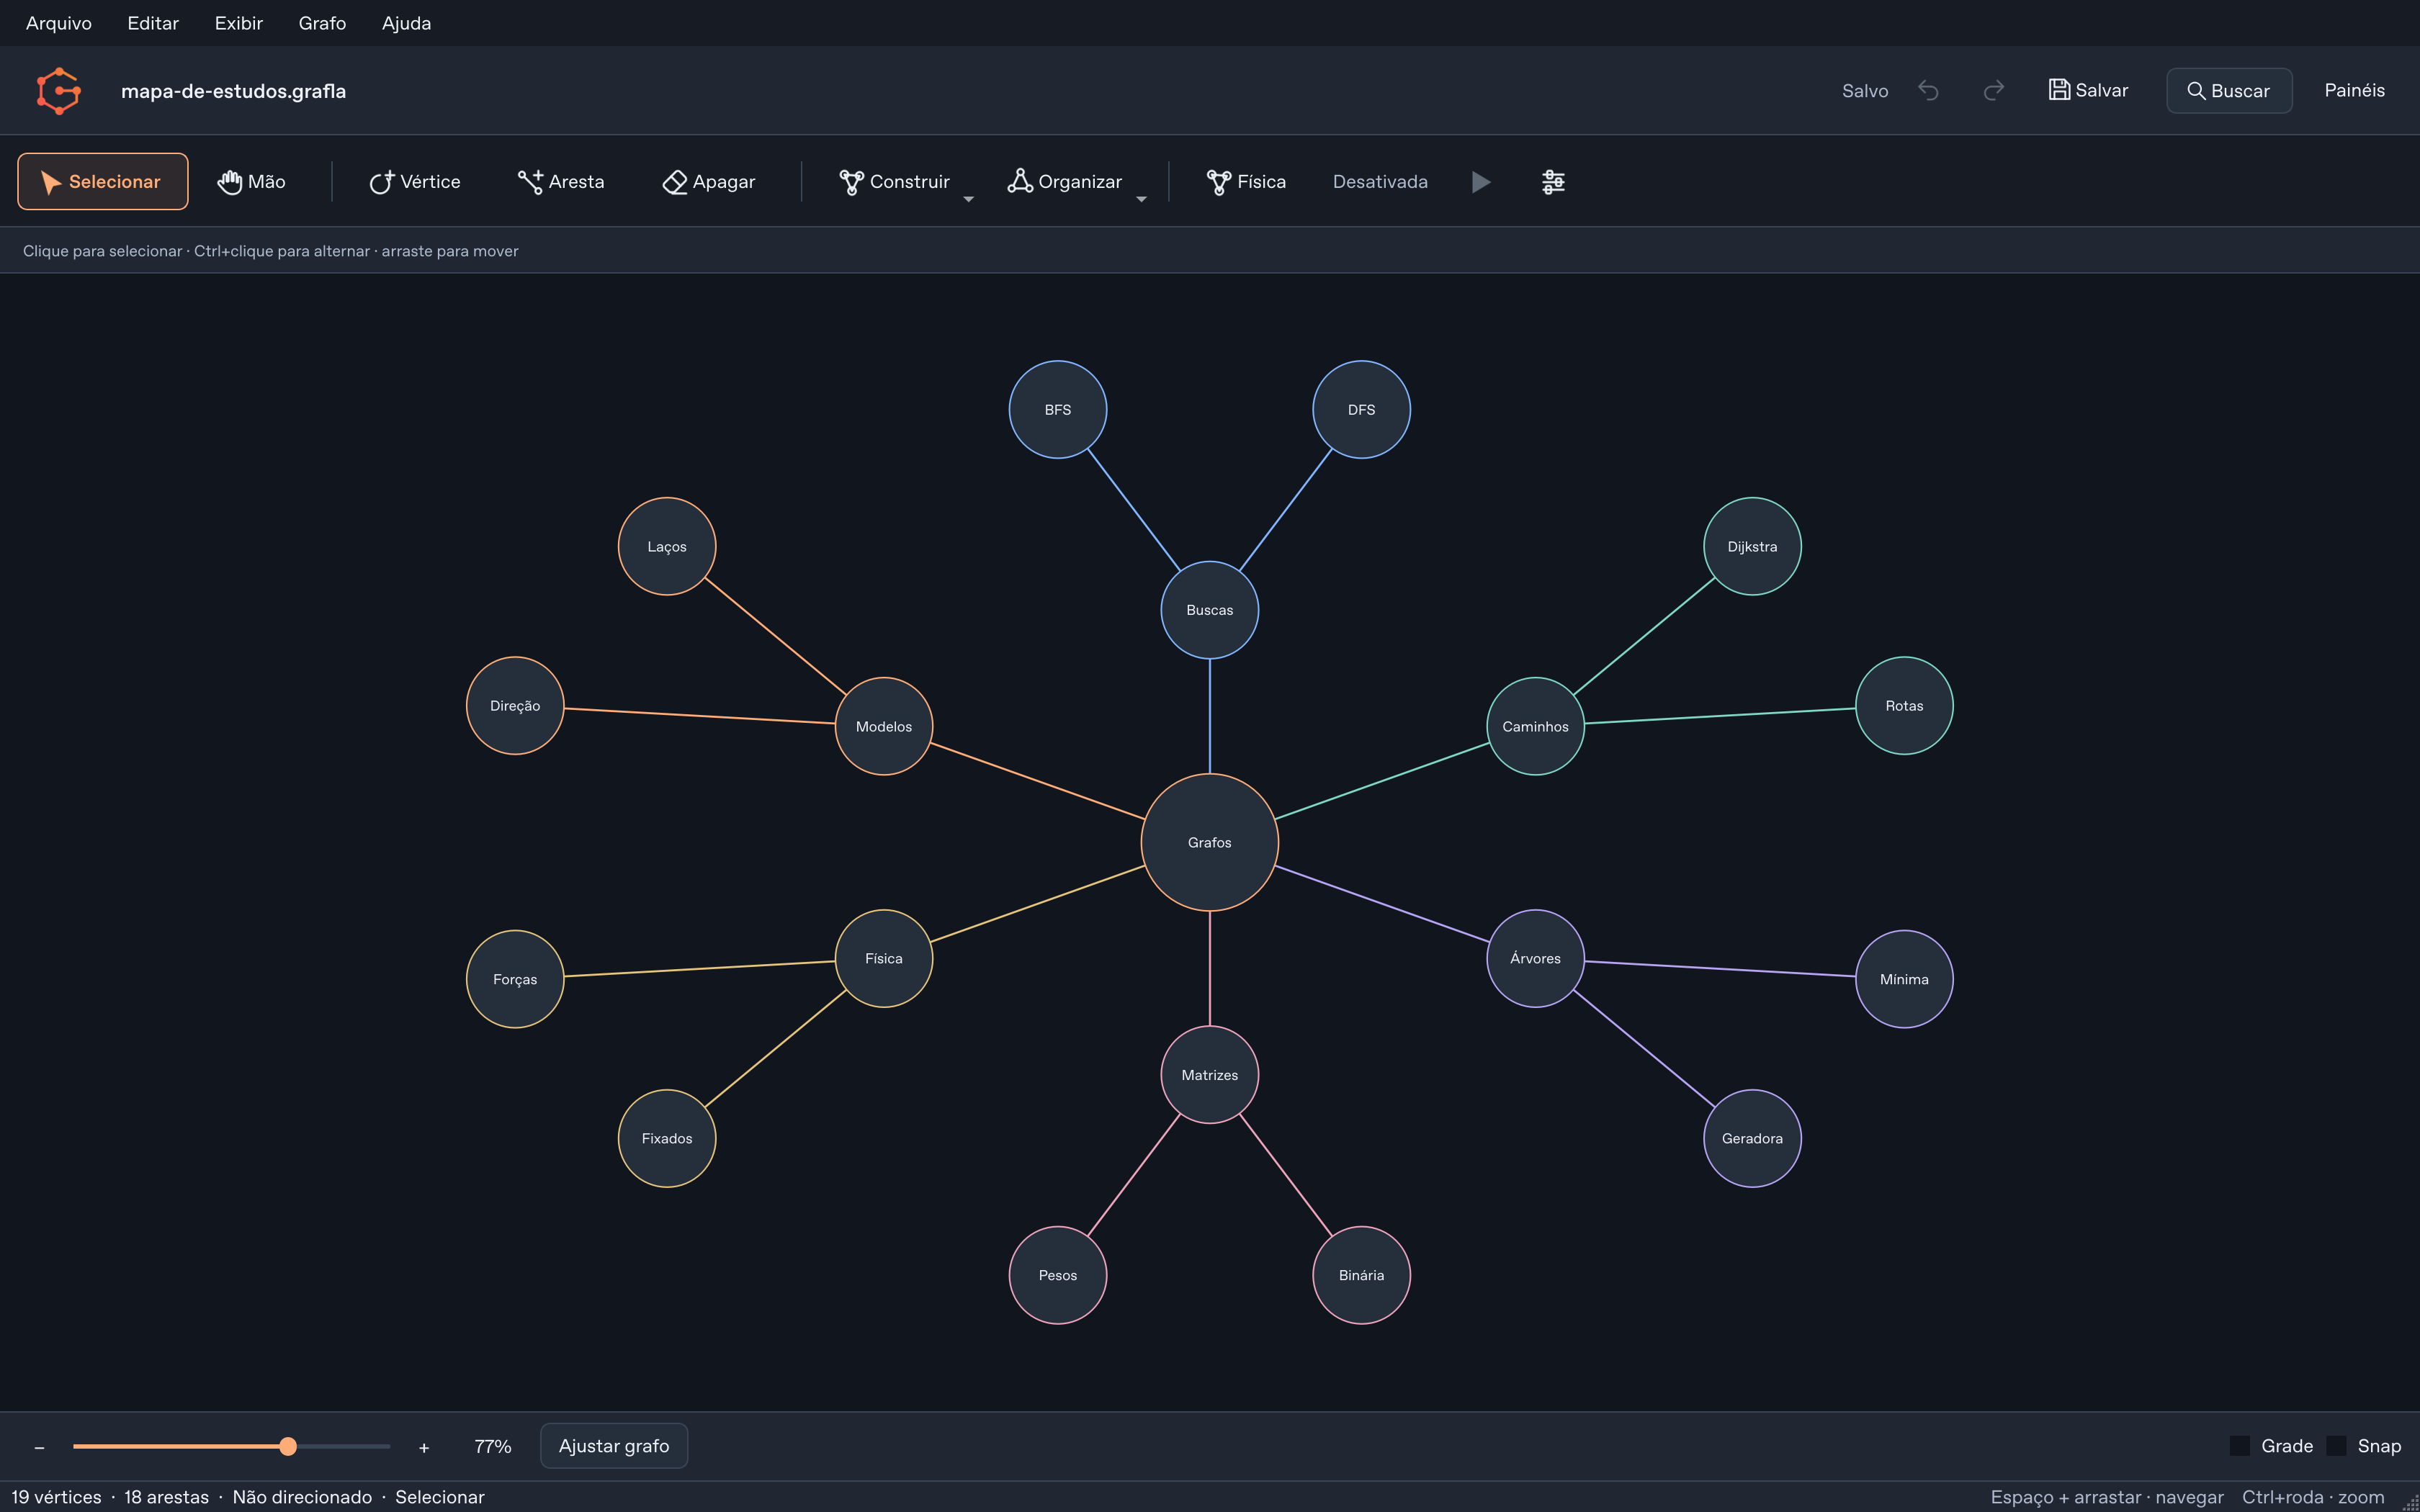 Arquivo Editar Exibir Grafo Ajuda
mapa-de-estudos.grafla
Salvo Salvar Buscar Painéis
Selecionar Mão Vértice Aresta Apagar Construir Organizar Física Desativada
Clique para selecionar · Ctrl+clique para alternar · arraste para mover
BFS DFS
Laços Dijkstra
Buscas
Direção Rotas
Modelos Caminhos
Grafos
Física Árvores
Forças Mínima
Matrizes
Fixados Geradora
Pesos Binária
− + 77% Ajustar grafo Grade Snap
19 vértices · 18 arestas · Não direcionado · Selecionar Espaço + arrastar · navegar Ctrl+roda · zoom